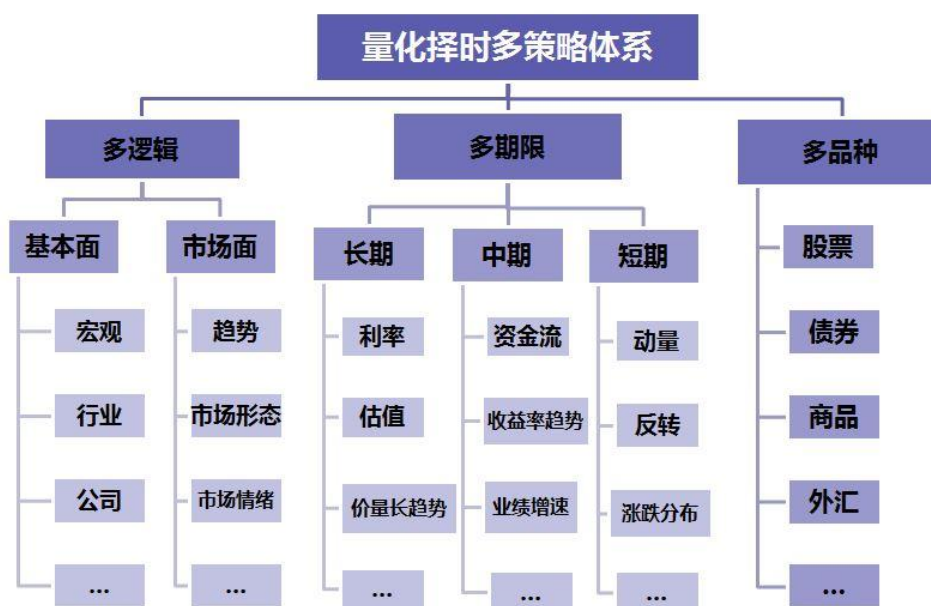 量化择时多策略体系
多逻辑
多期限
多品种
基本面
市场面
长期
中期
短期
股票
宏观
趋势
利率
资金流
动量
债券
行业
市场形态
估值
收益率趋势
反转
商品
公司
市场情绪
价量长趋势
业绩增速
涨跌分布
外汇
...
...
...
...
...
...